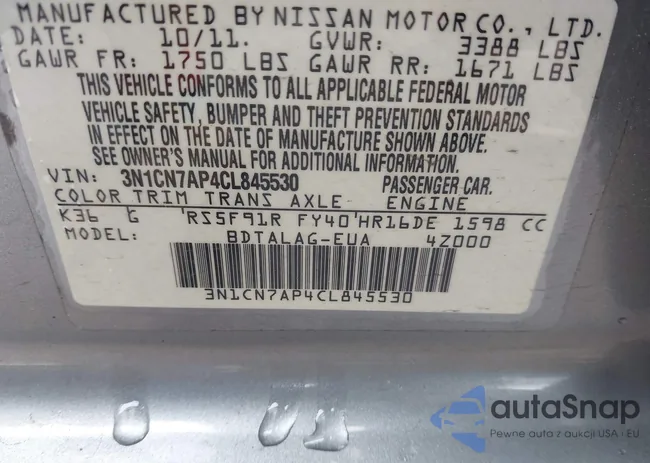 MANUFACTURED BY NISSAN MOTOR CO., LTD.
DATE: 10/11. GVWR: 3388 LBS
GAWR FR: 1750 LBS GAWR RR: 1671 LBS
THIS VEHICLE CONFORMS TO ALL APPLICABLE FEDERAL MOTOR
VEHICLE SAFETY, BUMPER AND THEFT PREVENTION STANDARDS
IN EFFECT ON THE DATE OF MANUFACTURE SHOWN ABOVE.
SEE OWNER'S MANUAL FOR ADDITIONAL INFORMATION.
VIN: 3N1CN7AP4CL845530 PASSENGER CAR.
COLOR TRIM TRANS AXLE ENGINE
K36 G RS5F91R FY40 HR16DE 1598 CC
MODEL: BDTALAG-EUA 4Z000
3N1CN7AP4CL845530
autaSnap
Pewne auta z aukcji USA i EU